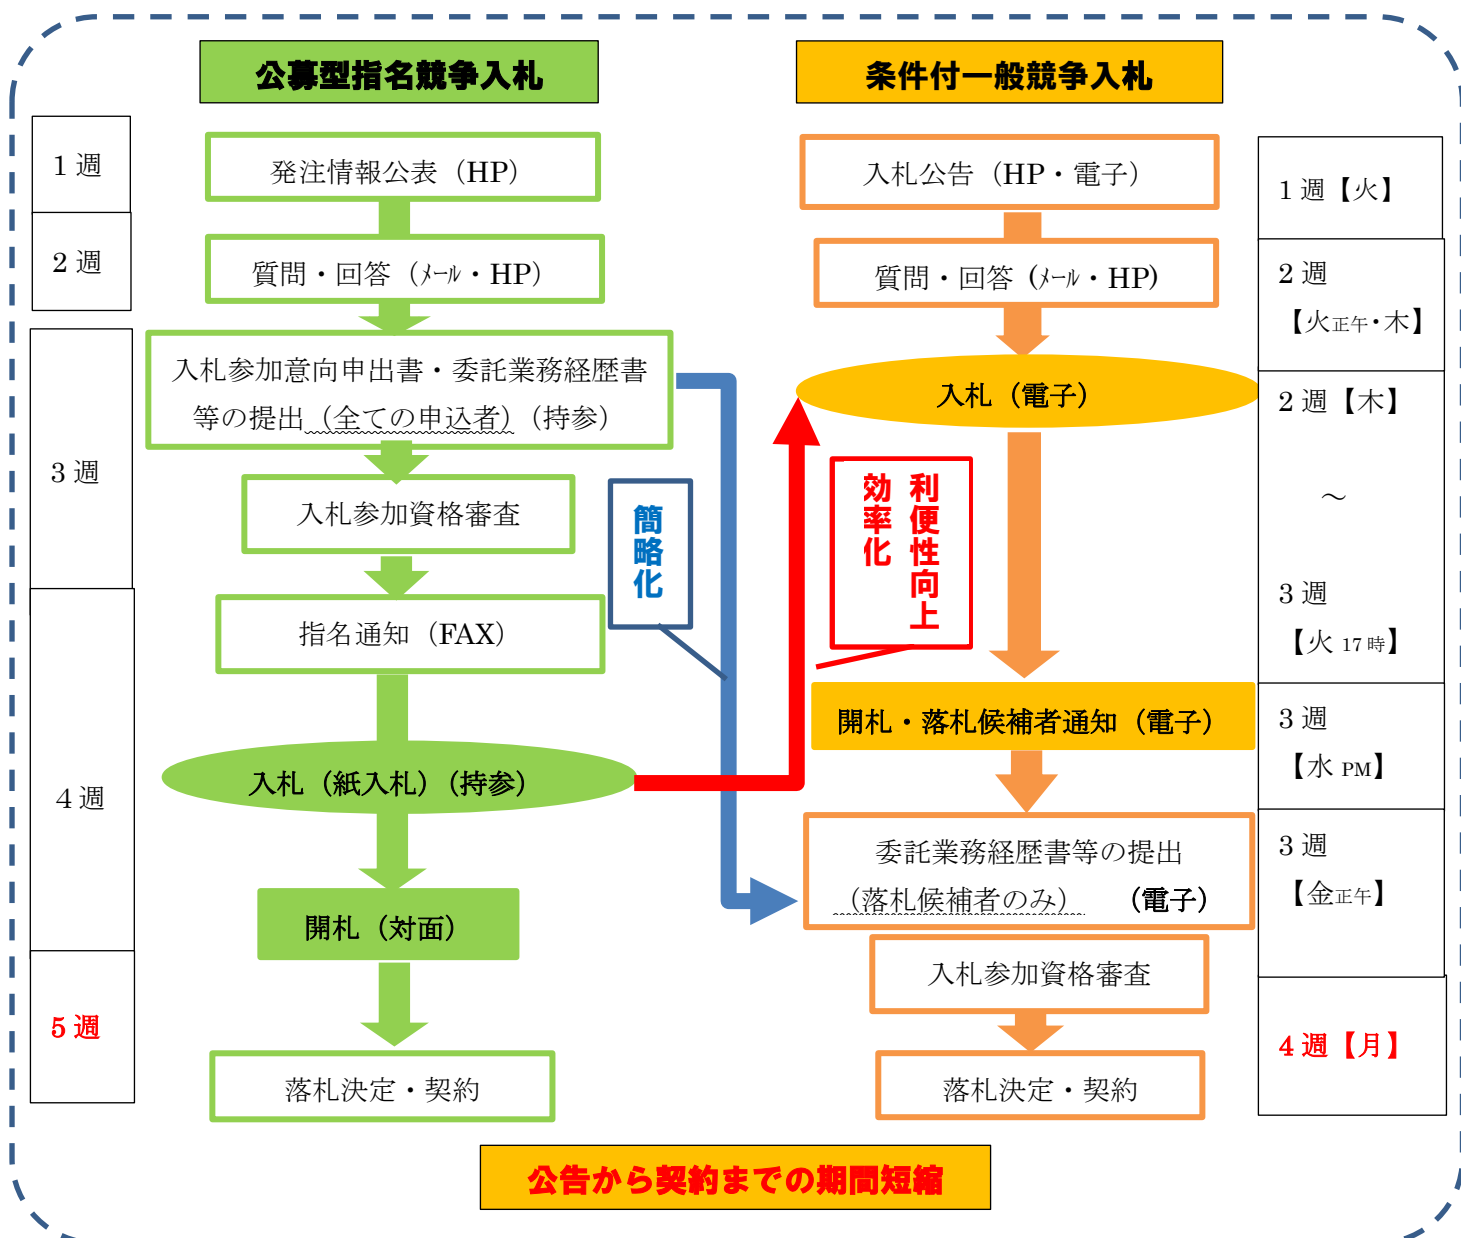 公募型指名競争入札
1週
発注情報公表（HP）
2週
質問・回答（ﾒｰﾙ・HP）
3週
入札参加意向申出書・委託業務経歴書
等の提出（全ての申込者）（持参）
入札参加資格審査
4週
指名通知（FAX）
入札（紙入札）（持参）
開札（対面）
5週
落札決定・契約
簡略化
利便性向上
効率化
条件付一般競争入札
入札公告（HP・電子）
1週【火】
質問・回答（ﾒｰﾙ・HP）
2週
【火正午・木】
入札（電子）
2週【木】
～
3週
【火 17時】
開札・落札候補者通知（電子）
3週
【水 PM】
委託業務経歴書等の提出
（落札候補者のみ）　（電子）
3週
【金正午】
入札参加資格審査
4週【月】
落札決定・契約
公告から契約までの期間短縮